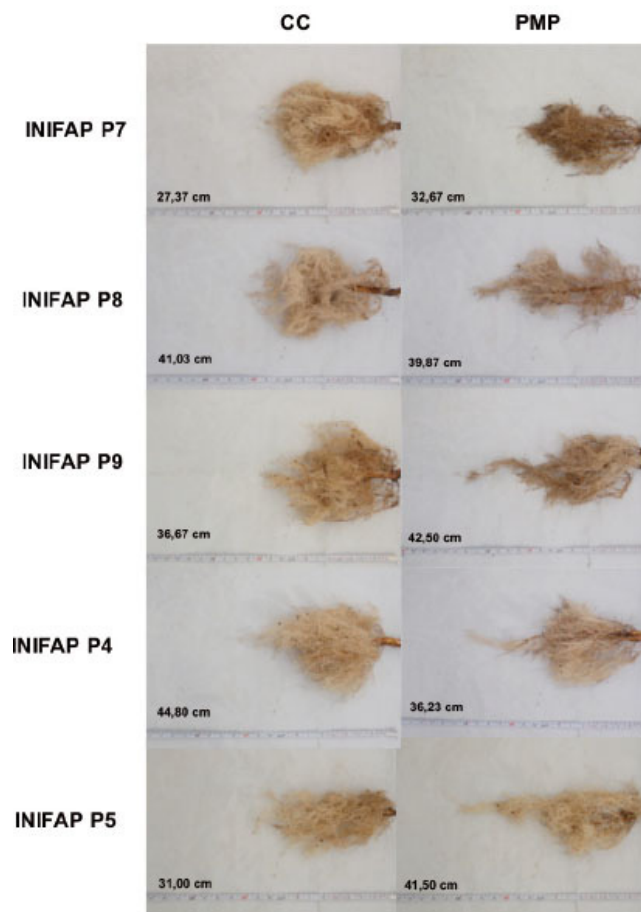 CC PMP
INIFAP P7
27,37 cm 32,67 cm
INIFAP P8
41,03 cm 39,87 cm
INIFAP P9
36,67 cm 42,50 cm
INIFAP P4
44,80 cm 36,23 cm
INIFAP P5
31,00 cm 41,50 cm